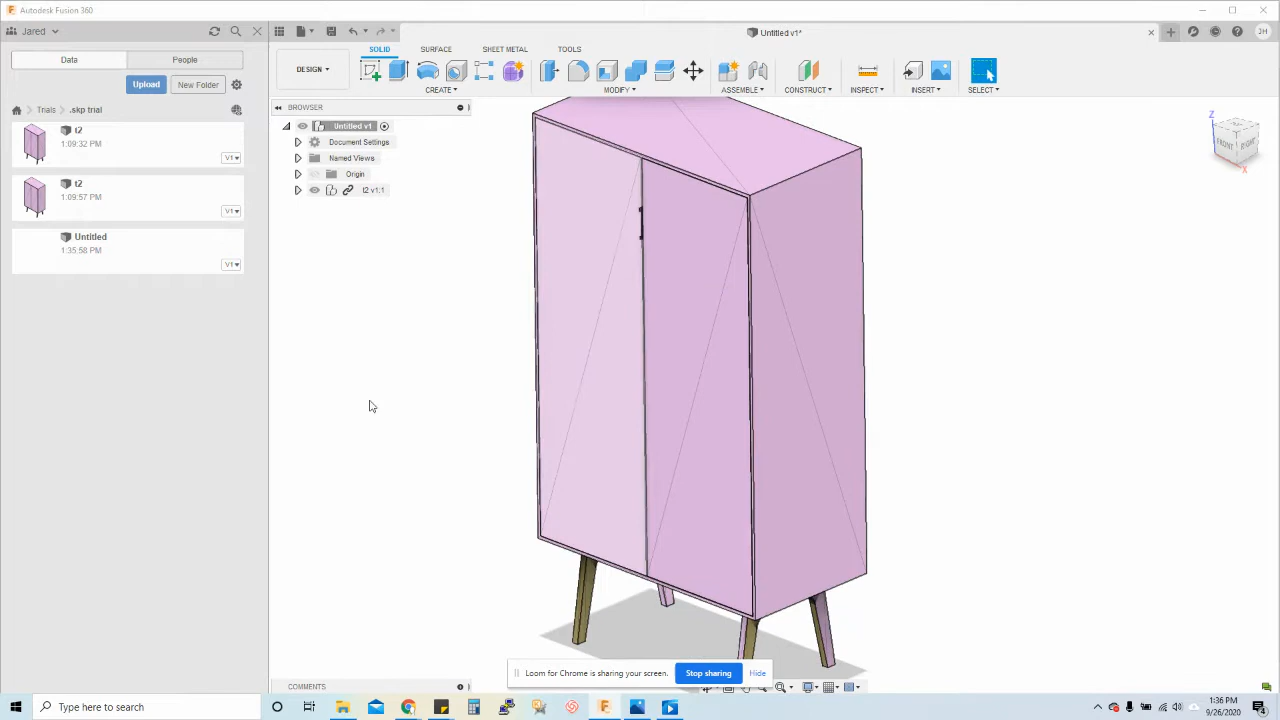 Autodesk Fusion 360
Jared
Untitled v1*
JH
Data
People
Upload
New Folder
Trials
.skp trial
t2
1:09:32 PM
V1
t2
1:09:57 PM
V1
Untitled
1:35:58 PM
V1
SOLID
SURFACE
SHEET METAL
TOOLS
DESIGN
CREATE
MODIFY
ASSEMBLE
CONSTRUCT
INSPECT
INSERT
SELECT
BROWSER
Untitled v1
Document Settings
Named Views
Origin
t2 v1:1
Z
FRONT
RIGHT
X
Loom for Chrome is sharing your screen.
Stop sharing
Hide
COMMENTS
Type here to search
1:36 PM
9/26/2020
4